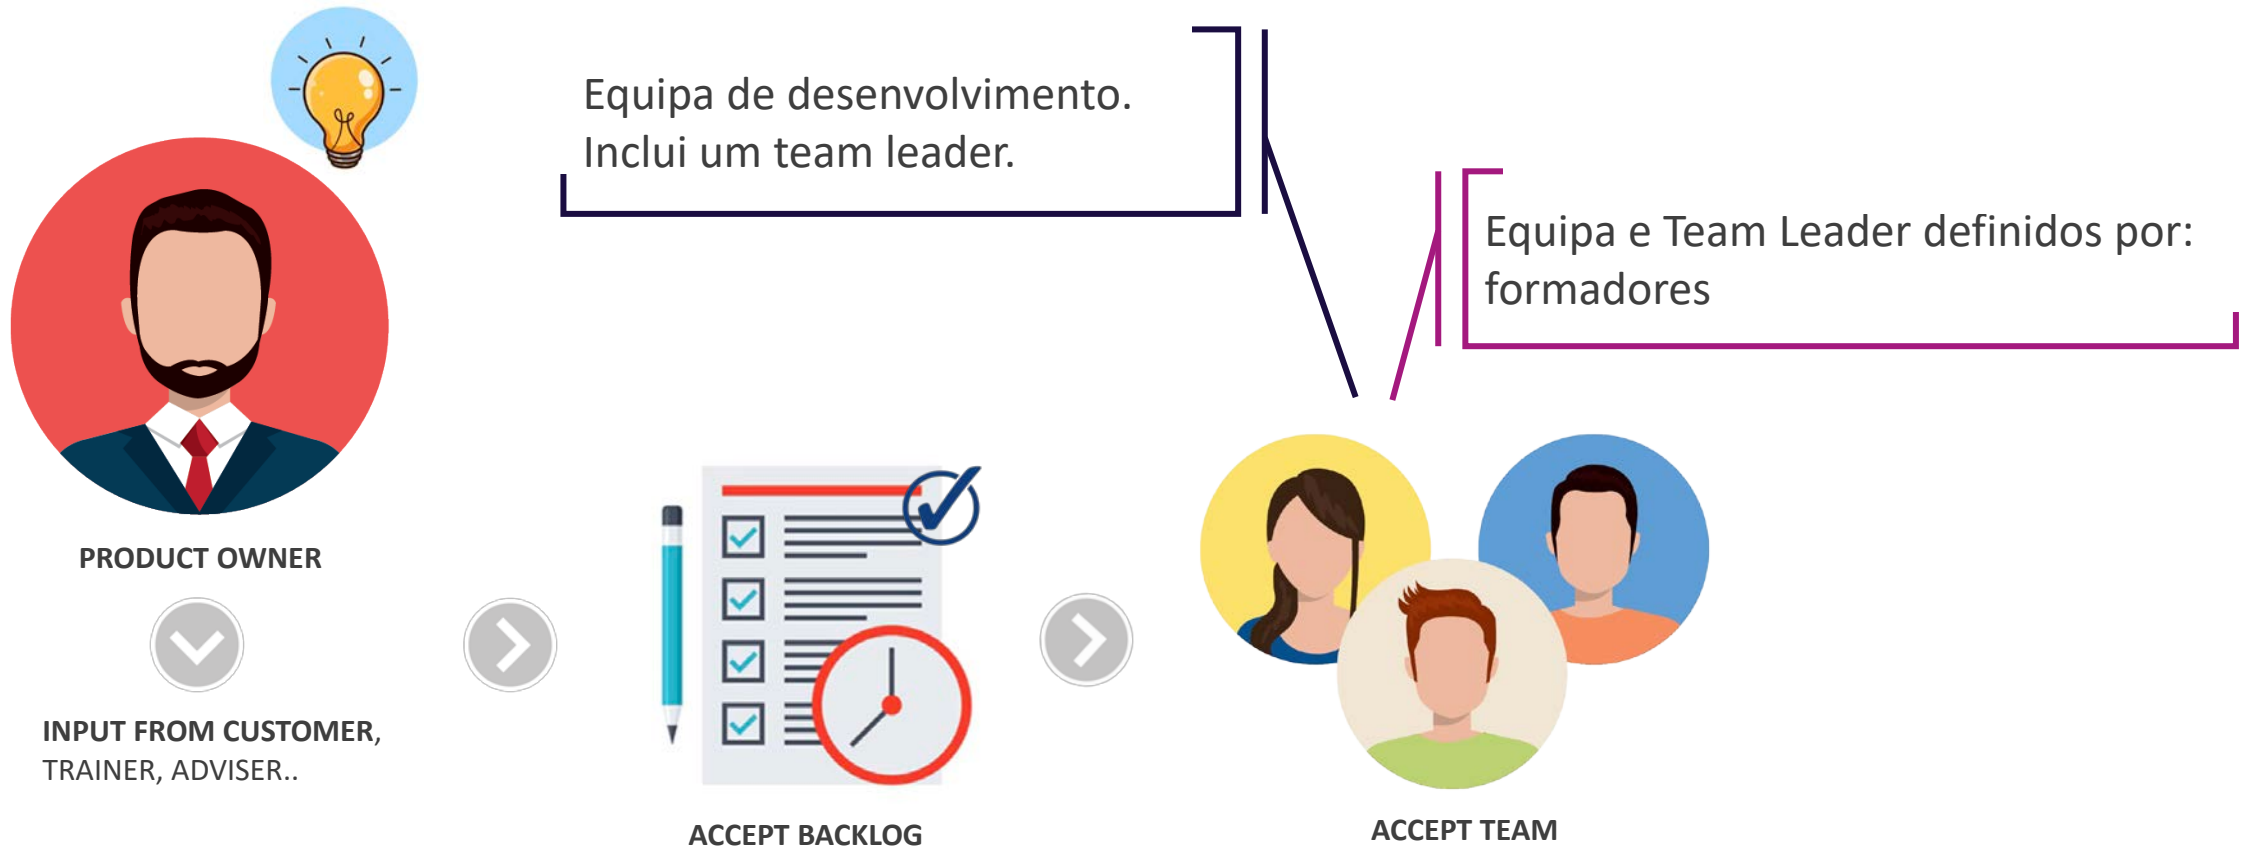 Equipa de desenvolvimento.
Inclui um team leader.
Equipa e Team Leader definidos por:
formadores
PRODUCT OWNER
INPUT FROM CUSTOMER,
TRAINER, ADVISER..
ACCEPT BACKLOG
ACCEPT TEAM